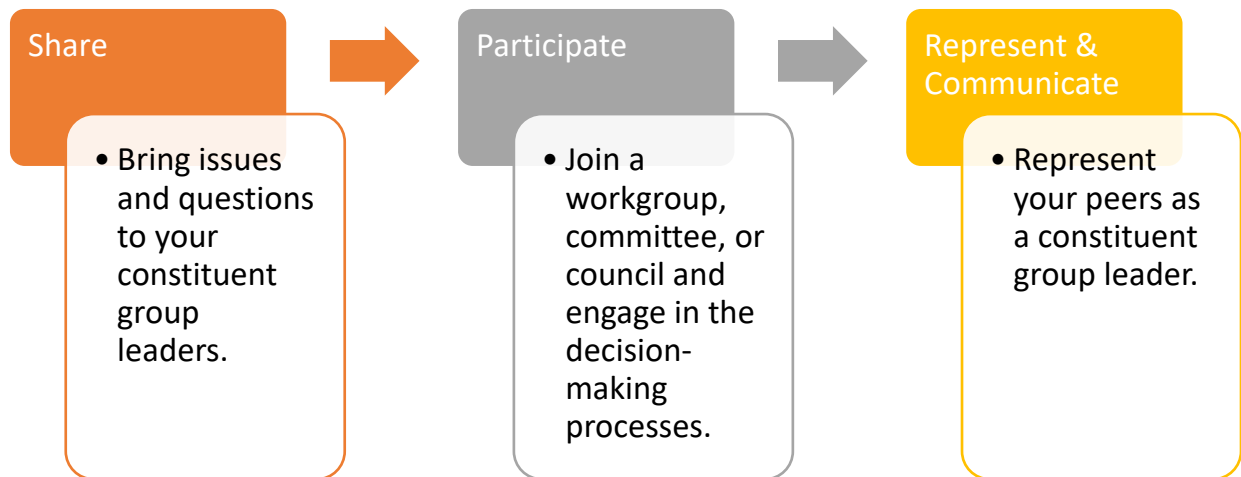 Share
• Bring issues
and questions
to your
constituent
group
leaders.
Participate
• Join a
workgroup,
committee, or
council and
engage in the
decision-
making
processes.
Represent &
Communicate
• Represent
your peers as
a constituent
group leader.